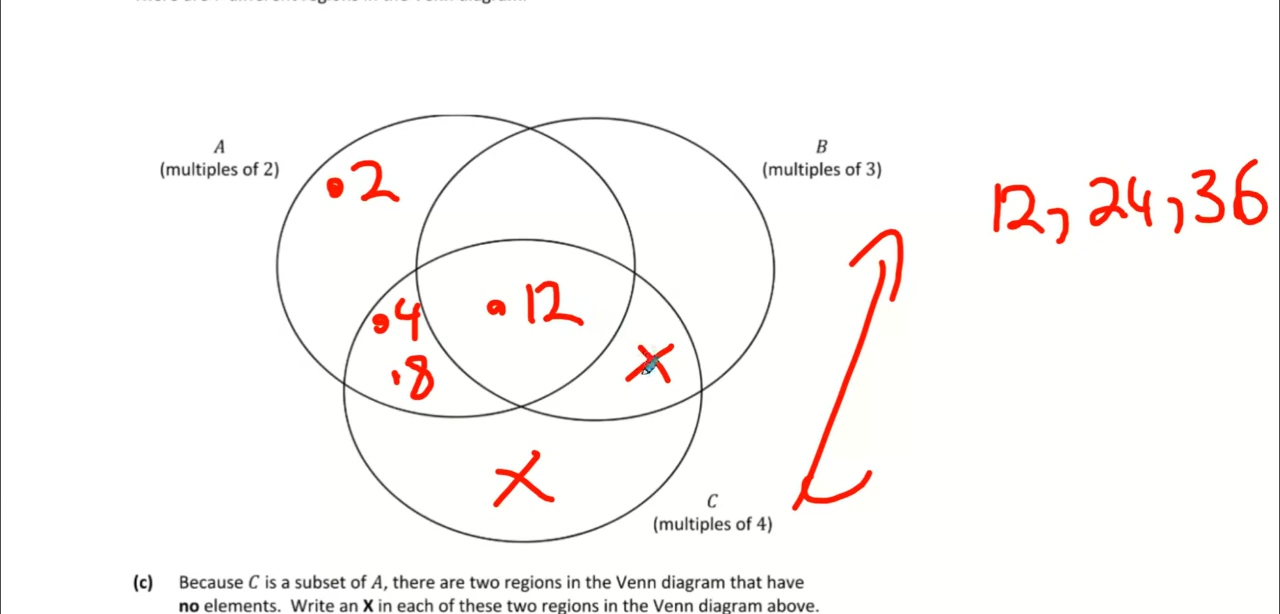 A
(multiples of 2)
B
(multiples of 3)
• 2
12, 24, 36
• 4
• 12
• 8
X
X
C
(multiples of 4)
(c) Because C is a subset of A, there are two regions in the Venn diagram that have
no elements. Write an X in each of these two regions in the Venn diagram above.